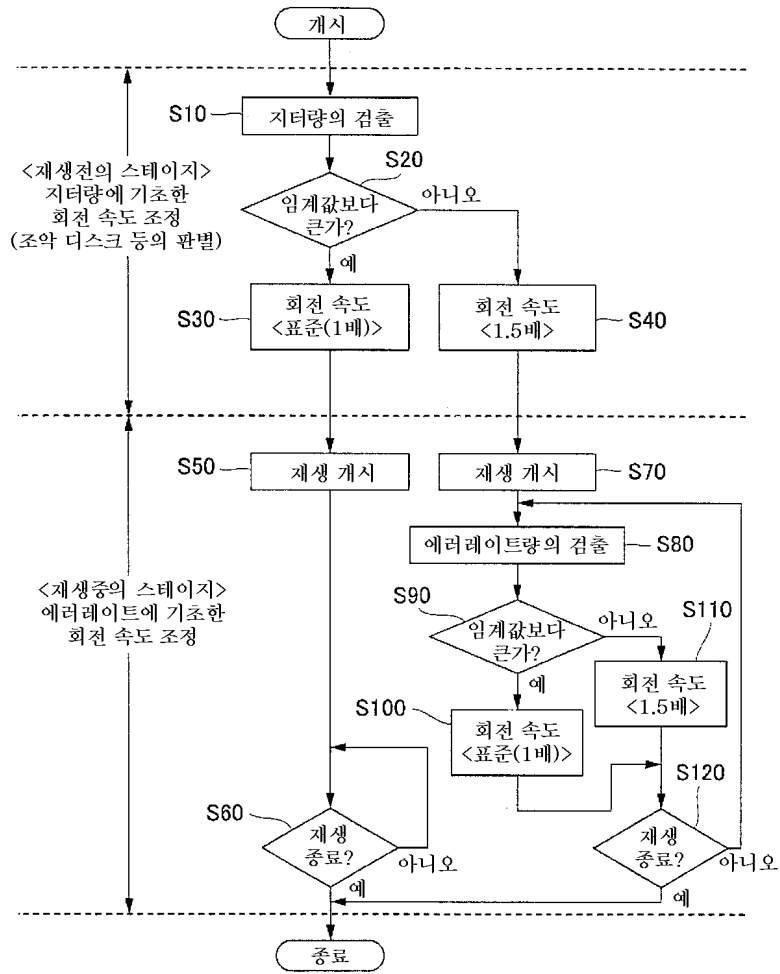 개시
S10
지터량의 검출
<재생전의 스테이지>
지터량에 기초한
회전 속도 조정
(조악 디스크 등의 판별)
S20
임계값보다
큰가?
아니오
예
S30
회전 속도
<표준(1배)>
회전 속도
<1.5배>
S40
S50
재생 개시
재생 개시
S70
에러레이트량의 검출
S80
<재생중의 스테이지>
에러레이트에 기초한
회전 속도 조정
S90
임계값보다
큰가?
아니오
예
S110
회전 속도
<1.5배>
S100
회전 속도
<표준(1배)>
S60
재생
종료?
아니오
예
S120
재생
종료?
아니오
예
종료